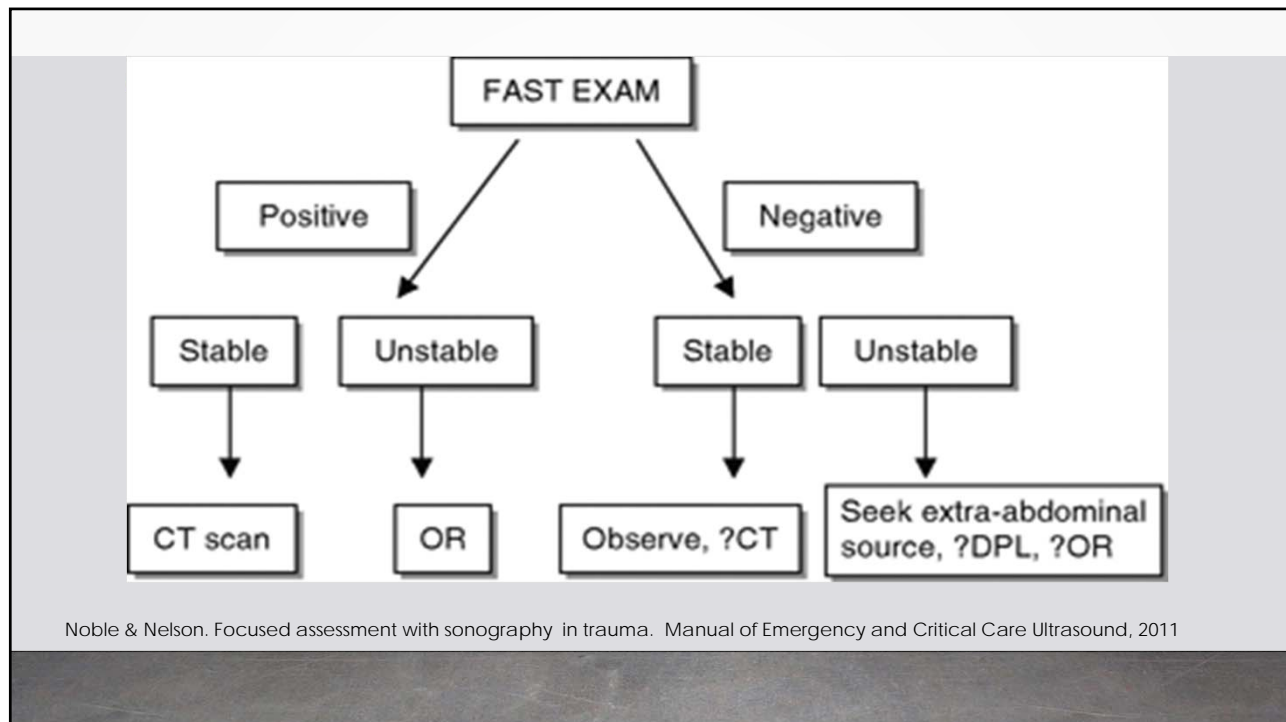 FAST EXAM
Positive
Negative
Stable
Unstable
Stable
Unstable
CT scan
OR
Observe, ?CT
Seek extra-abdominal
source, ?DPL, ?OR
Noble & Nelson. Focused assessment with sonography in trauma. Manual of Emergency and Critical Care Ultrasound, 2011